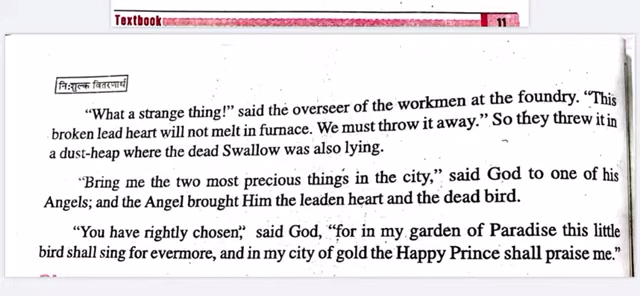 Textbook 11
निःशुल्क वितरणार्थ
“What a strange thing!” said the overseer of the workmen at the foundry. “This
broken lead heart will not melt in furnace. We must throw it away.” So they threw it in
a dust-heap where the dead Swallow was also lying.
“Bring me the two most precious things in the city,” said God to one of his
Angels; and the Angel brought Him the leaden heart and the dead bird.
“You have rightly chosen,” said God, “for in my garden of Paradise this little
bird shall sing for evermore, and in my city of gold the Happy Prince shall praise me.”